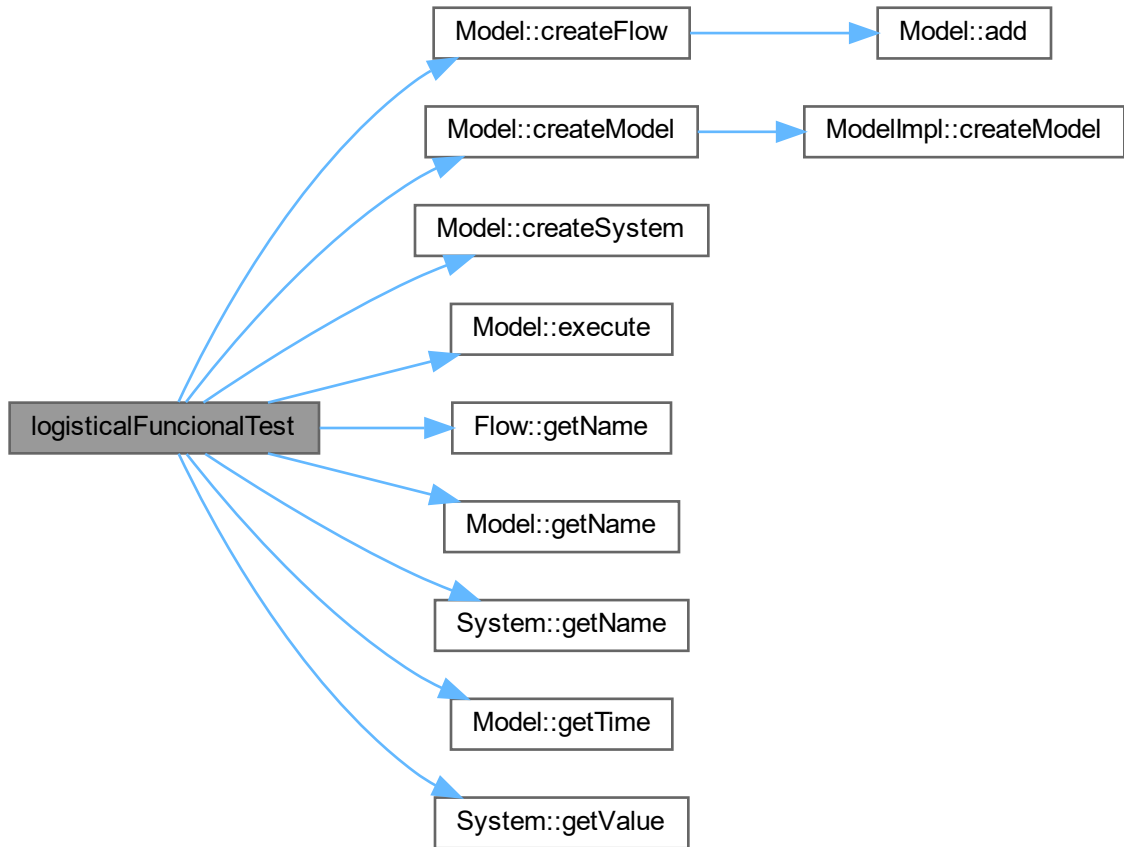 Model::createFlow
Model::add
Model::createModel
ModelImpl::createModel
Model::createSystem
Model::execute
logisticalFuncionalTest
Flow::getName
Model::getName
System::getName
Model::getTime
System::getValue